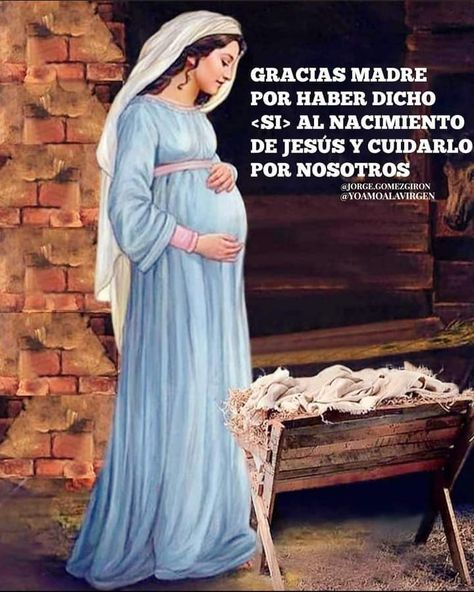 GRACIAS MADRE
POR HABER DICHO
<SI> AL NACIMIENTO
DE JESÚS Y CUIDARLO
POR NOSOTROS
@JORGE.GOMEZGIRON
@YOAMOALAVIRGEN